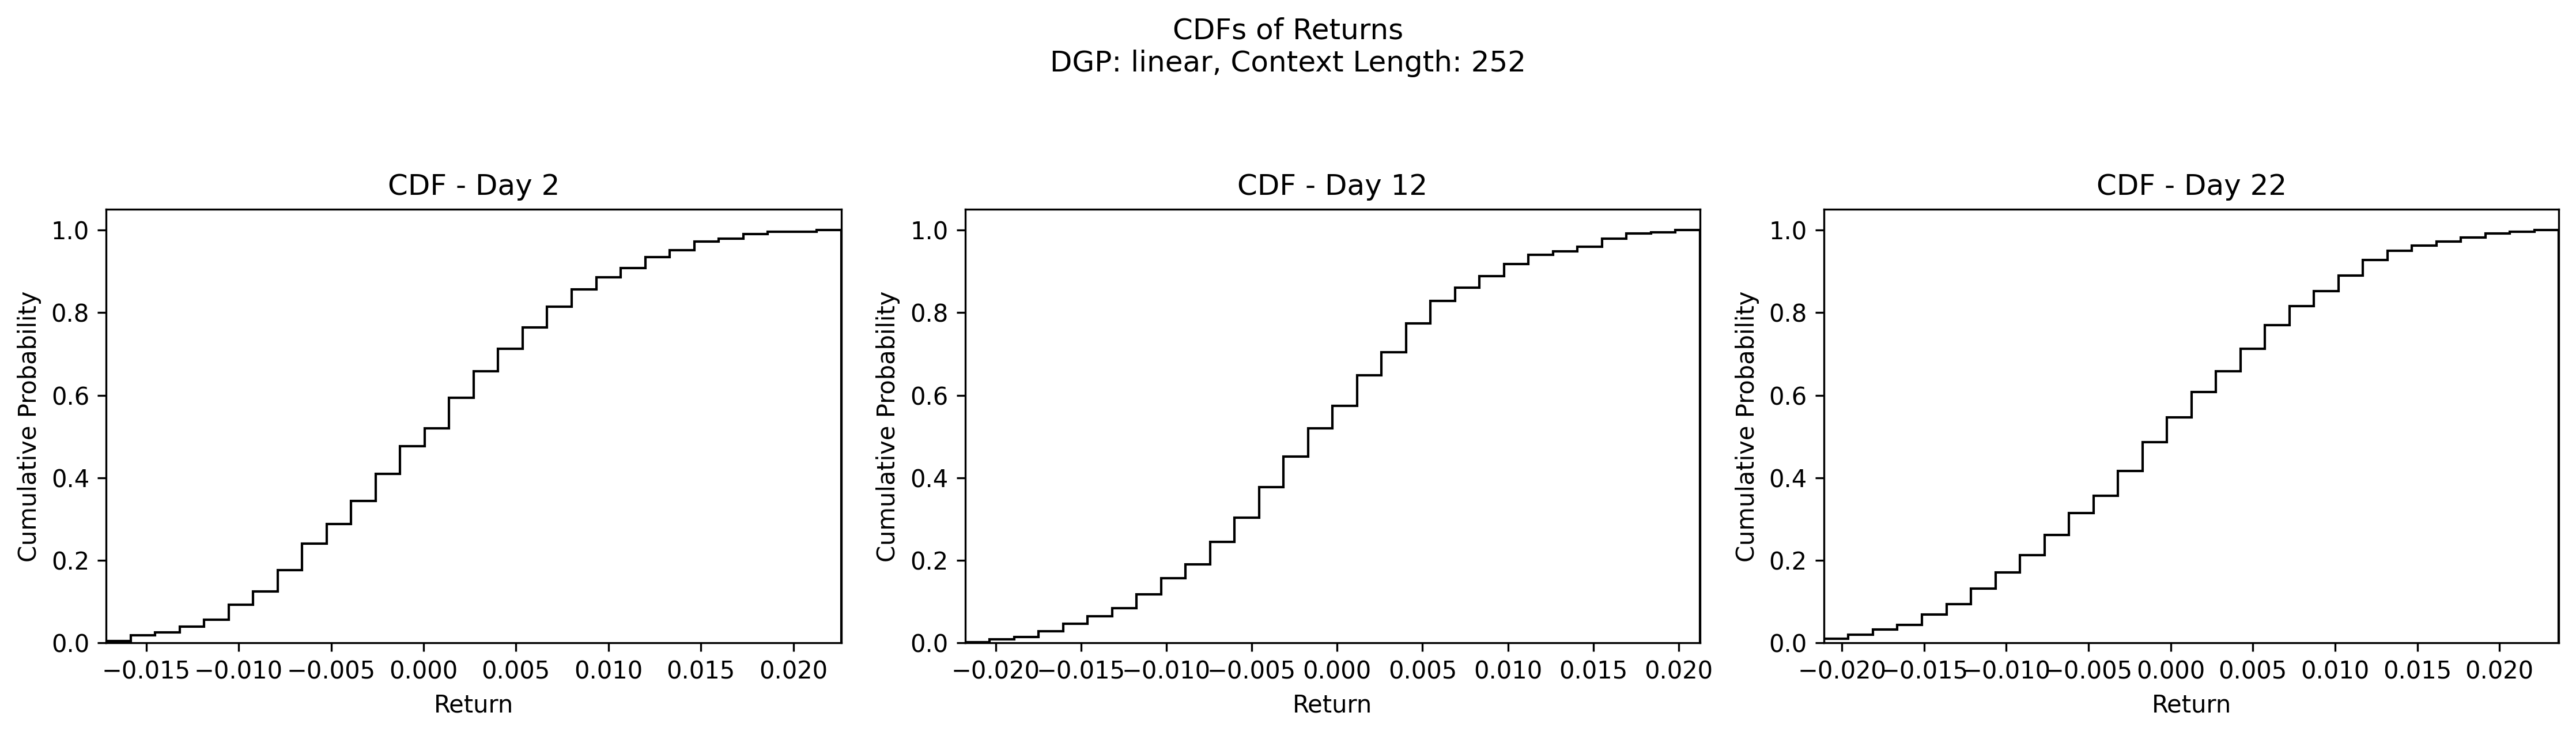 CDFs of Returns
DGP: linear, Context Length: 252
CDF - Day 2
1.0
0.8
0.6
0.4
0.2
0.0
Cumulative Probability
−0.015 −0.010 −0.005 0.000 0.005 0.010 0.015 0.020
Return
CDF - Day 12
1.0
0.8
0.6
0.4
0.2
0.0
Cumulative Probability
−0.020 −0.015 −0.010 −0.005 0.000 0.005 0.010 0.015 0.020
Return
CDF - Day 22
1.0
0.8
0.6
0.4
0.2
0.0
Cumulative Probability
−0.020 −0.015 −0.010 −0.005 0.000 0.005 0.010 0.015 0.020
Return